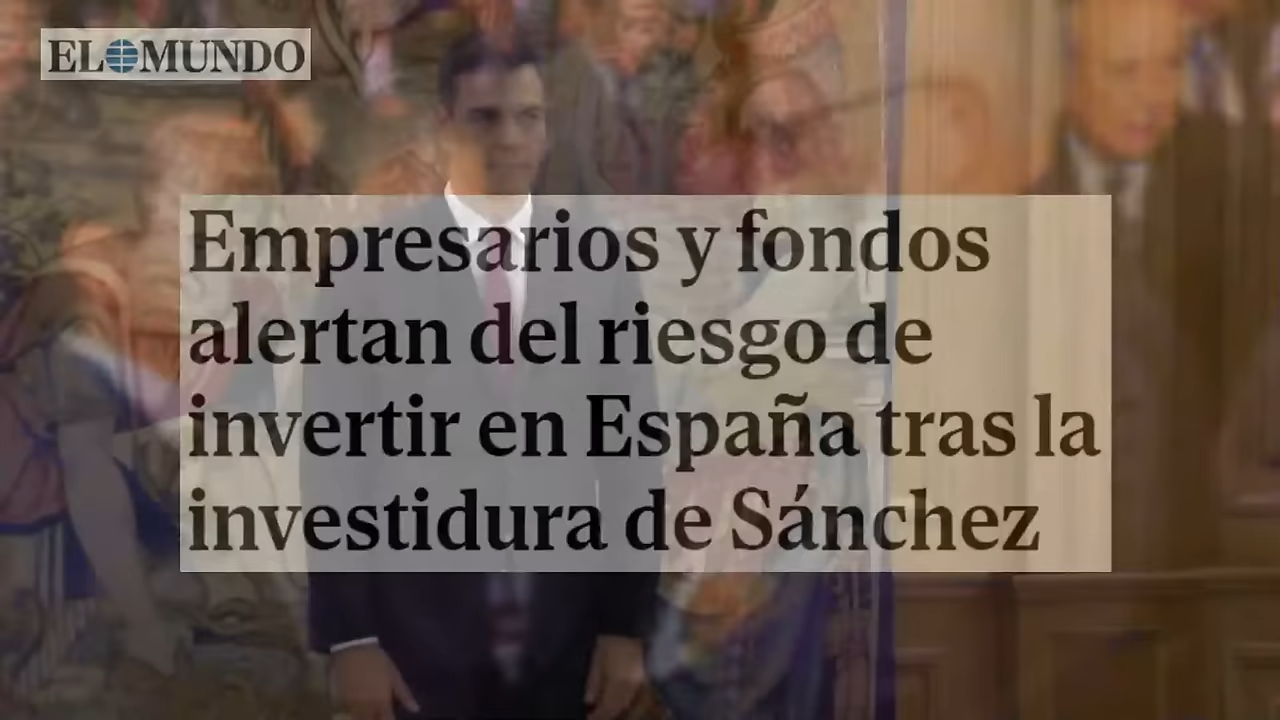 EL MUNDO
Empresarios y fondos
alertan del riesgo de
invertir en España tras la
investidura de Sánchez